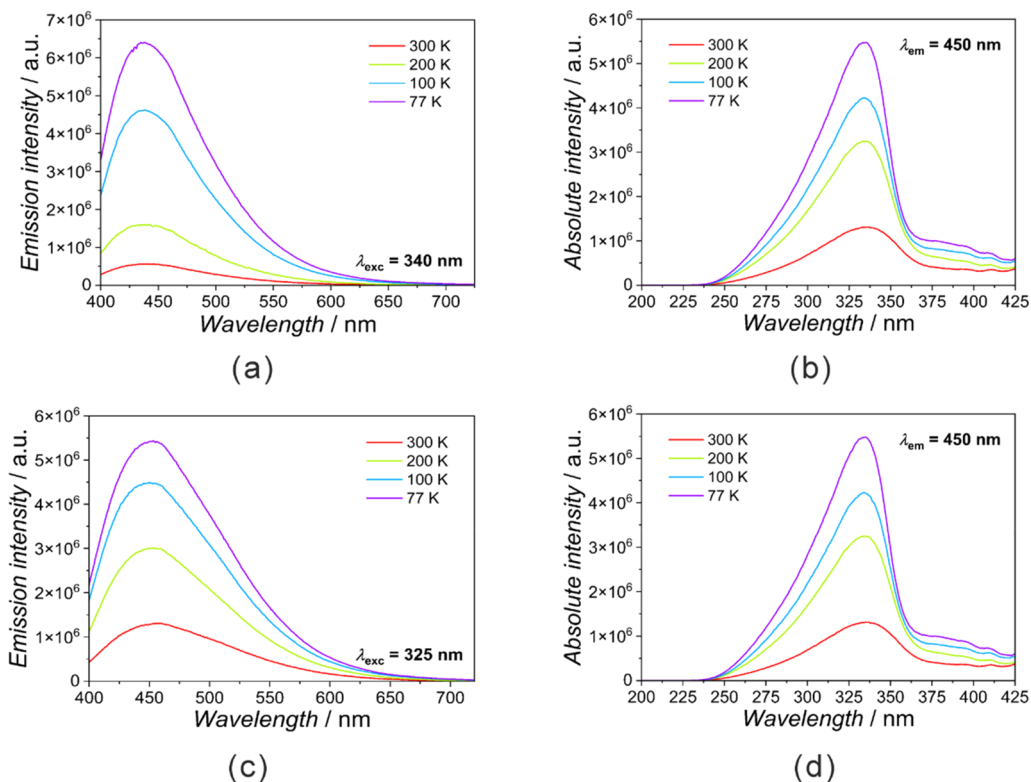 7×10⁶
6×10⁶
5×10⁶
4×10⁶
3×10⁶
2×10⁶
1×10⁶
0
Emission intensity / a.u.
300 K
200 K
100 K
77 K
λexc = 340 nm
400 450 500 550 600 650 700
Wavelength / nm
(a)
6×10⁶
5×10⁶
4×10⁶
3×10⁶
2×10⁶
1×10⁶
0
Absolute intensity / a.u.
300 K
200 K
100 K
77 K
λem = 450 nm
200 225 250 275 300 325 350 375 400 425
Wavelength / nm
(b)
6×10⁶
5×10⁶
4×10⁶
3×10⁶
2×10⁶
1×10⁶
0
Emission intensity / a.u.
300 K
200 K
100 K
77 K
λexc = 325 nm
400 450 500 550 600 650 700
Wavelength / nm
(c)
6×10⁶
5×10⁶
4×10⁶
3×10⁶
2×10⁶
1×10⁶
0
Absolute intensity / a.u.
300 K
200 K
100 K
77 K
λem = 450 nm
200 225 250 275 300 325 350 375 400 425
Wavelength / nm
(d)